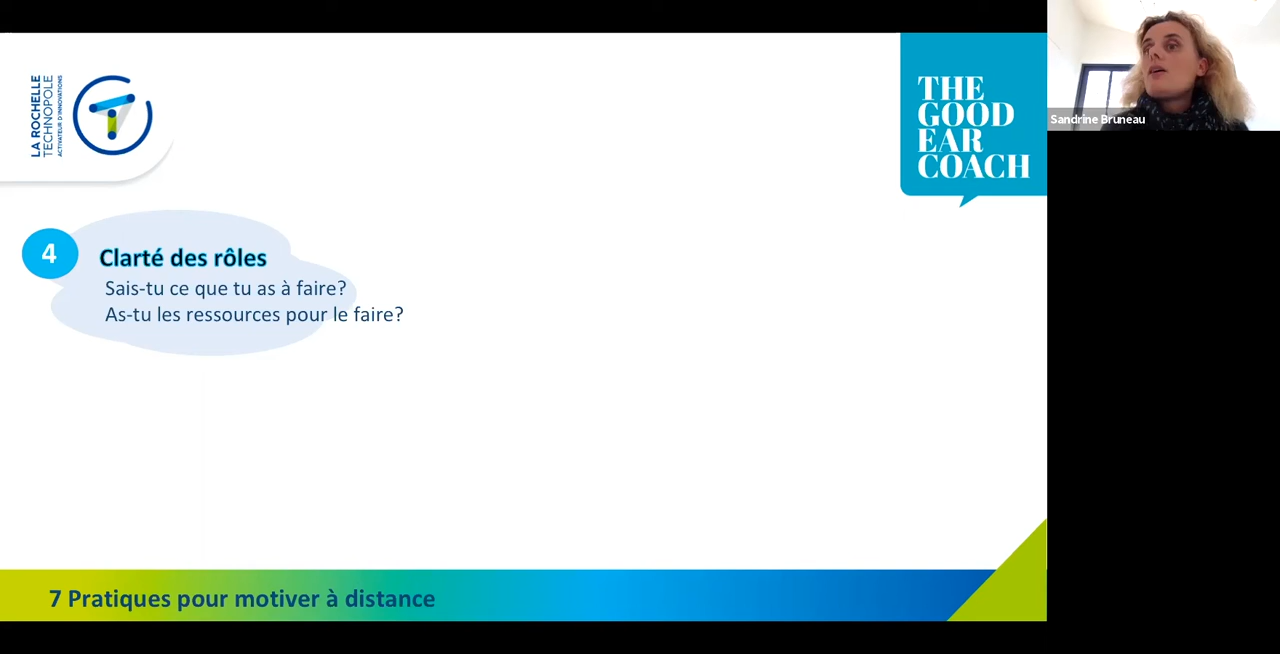 LA ROCHELLE
TECHNOPOLE
ACTIVATEUR D'INNOVATIONS
THE
GOOD
EAR
COACH
Sandrine Bruneau
4
Clarté des rôles
Sais-tu ce que tu as à faire?
As-tu les ressources pour le faire?
7 Pratiques pour motiver à distance